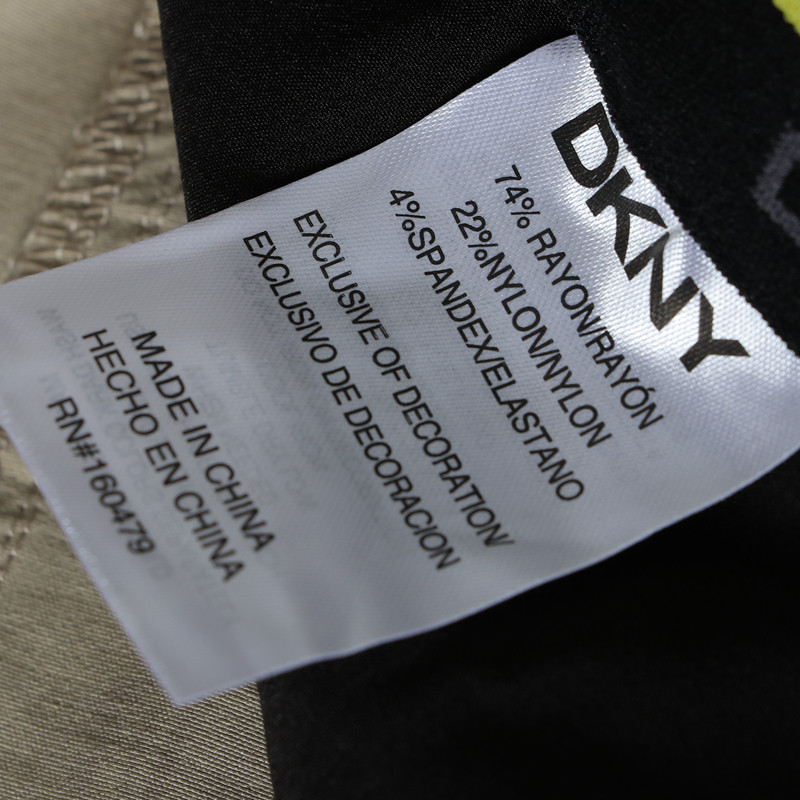 DKNY
74% RAYON/RAYÓN
22%NYLON/NYLON
4%SPANDEX/ELASTANO
EXCLUSIVE OF DECORATION/
EXCLUSIVO DE DECORACION
MADE IN CHINA
HECHO EN CHINA
RN#160479